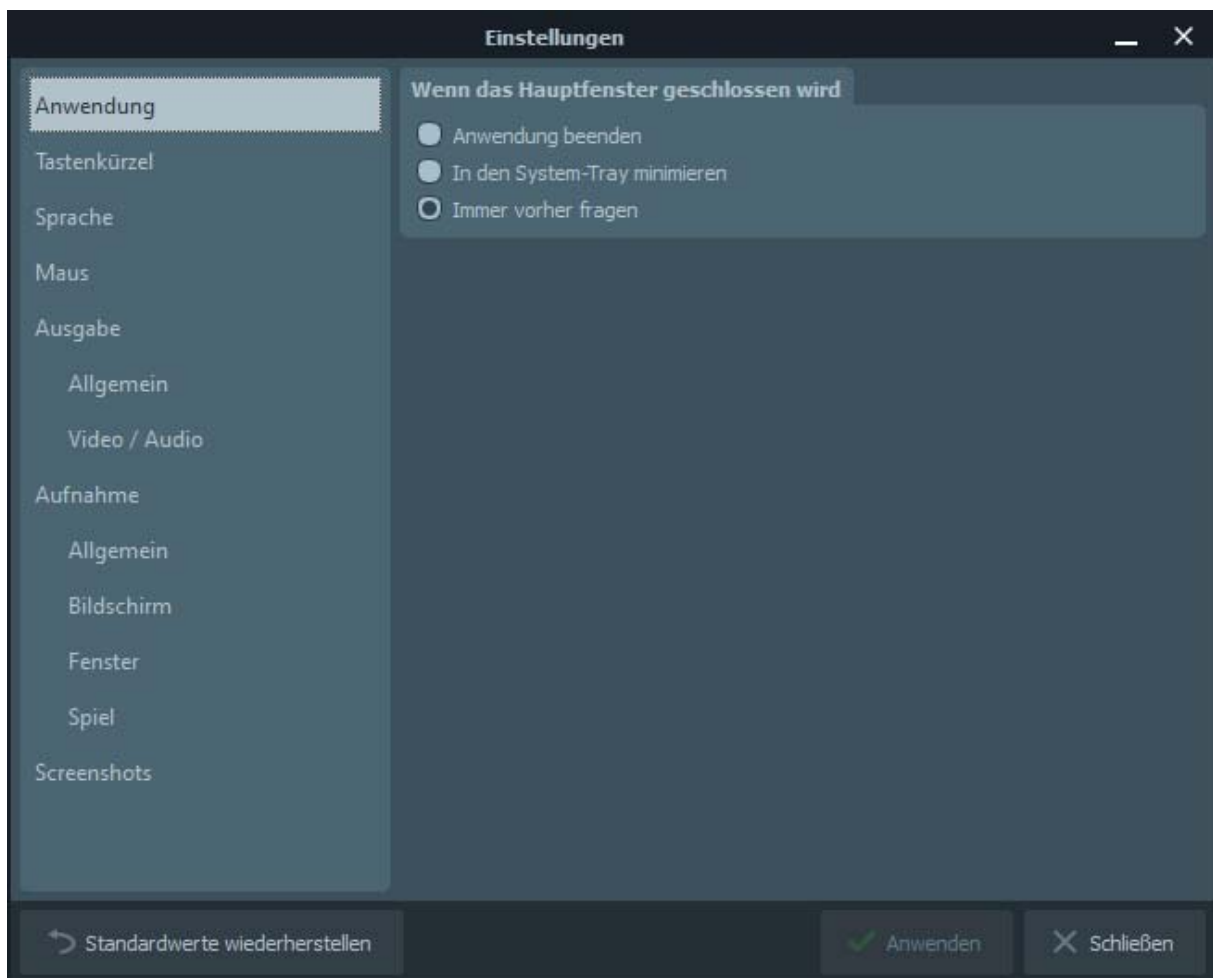 Einstellungen
Anwendung
Tastenkürzel
Sprache
Maus
Ausgabe
Allgemein
Video / Audio
Aufnahme
Allgemein
Bildschirm
Fenster
Spiel
Screenshots
Wenn das Hauptfenster geschlossen wird
Anwendung beenden
In den System-Tray minimieren
Immer vorher fragen
Standardwerte wiederherstellen
Anwenden
Schließen